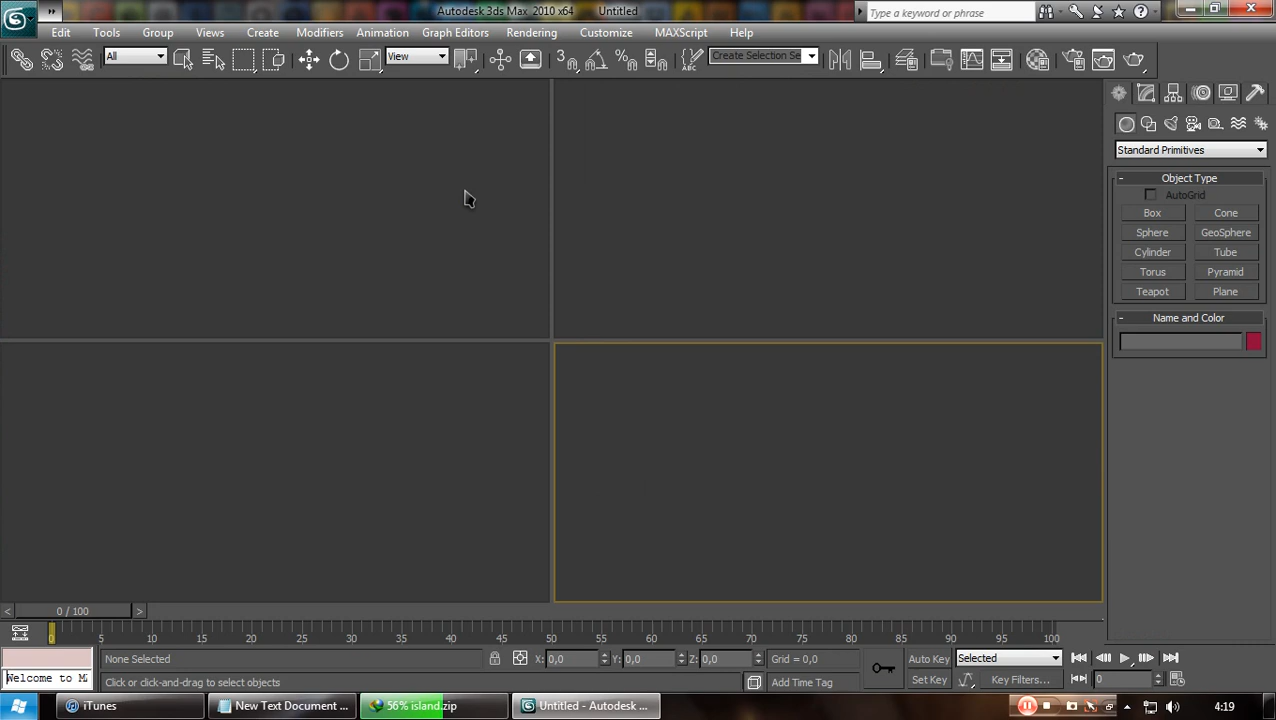 Autodesk 3ds Max 2010 x64 Untitled
Type a keyword or phrase
Edit Tools Group Views Create Modifiers Animation Graph Editors Rendering Customize MAXScript Help
All View Create Selection Se
Standard Primitives
- Object Type
AutoGrid
Box Cone
Sphere GeoSphere
Cylinder Tube
Torus Pyramid
Teapot Plane
- Name and Color
< 0 / 100 >
0 5 10 15 20 25 30 35 40 45 50 55 60 65 70 75 80 85 90 95 100
None Selected X: 0,0 Y: 0,0 Z: 0,0 Grid = 0,0 Auto Key Selected
Welcome to M Click or click-and-drag to select objects Add Time Tag Set Key Key Filters... 0
iTunes New Text Document ... 56% island.zip Untitled - Autodesk ... 4:19